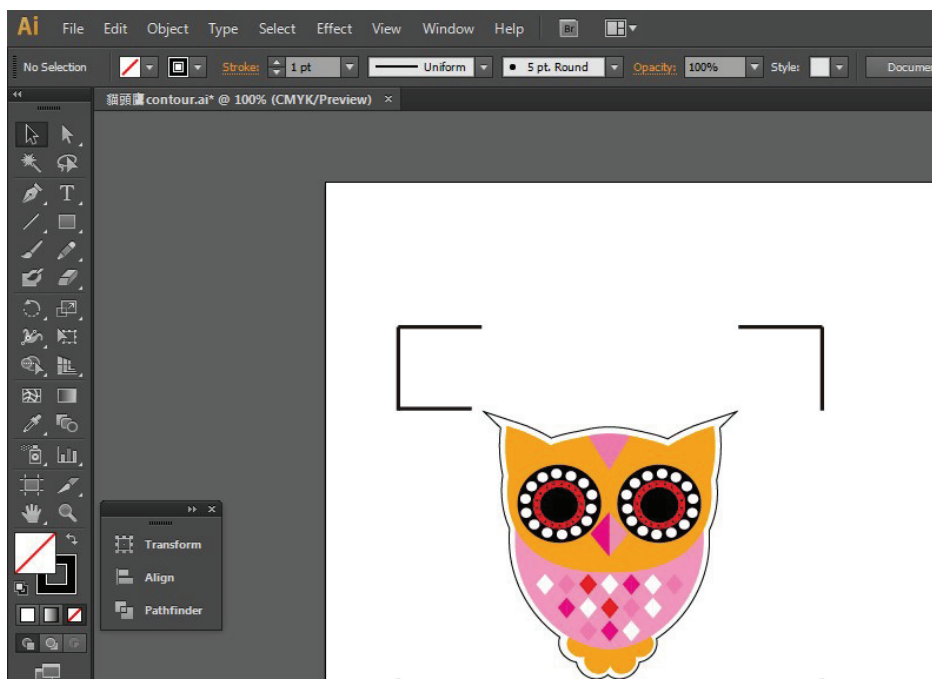 Ai File Edit Object Type Select Effect View Window Help Br
No Selection Stroke: 1 pt Uniform 5 pt. Round Opacity: 100% Style: Docume
貓頭鷹contour.ai* @ 100% (CMYK/Preview) ×
T
Transform
Align
Pathfinder